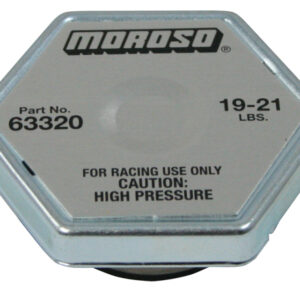 MOROSO®
Part No.
63320
19-21
LBS.
FOR RACING USE ONLY
CAUTION:
HIGH PRESSURE